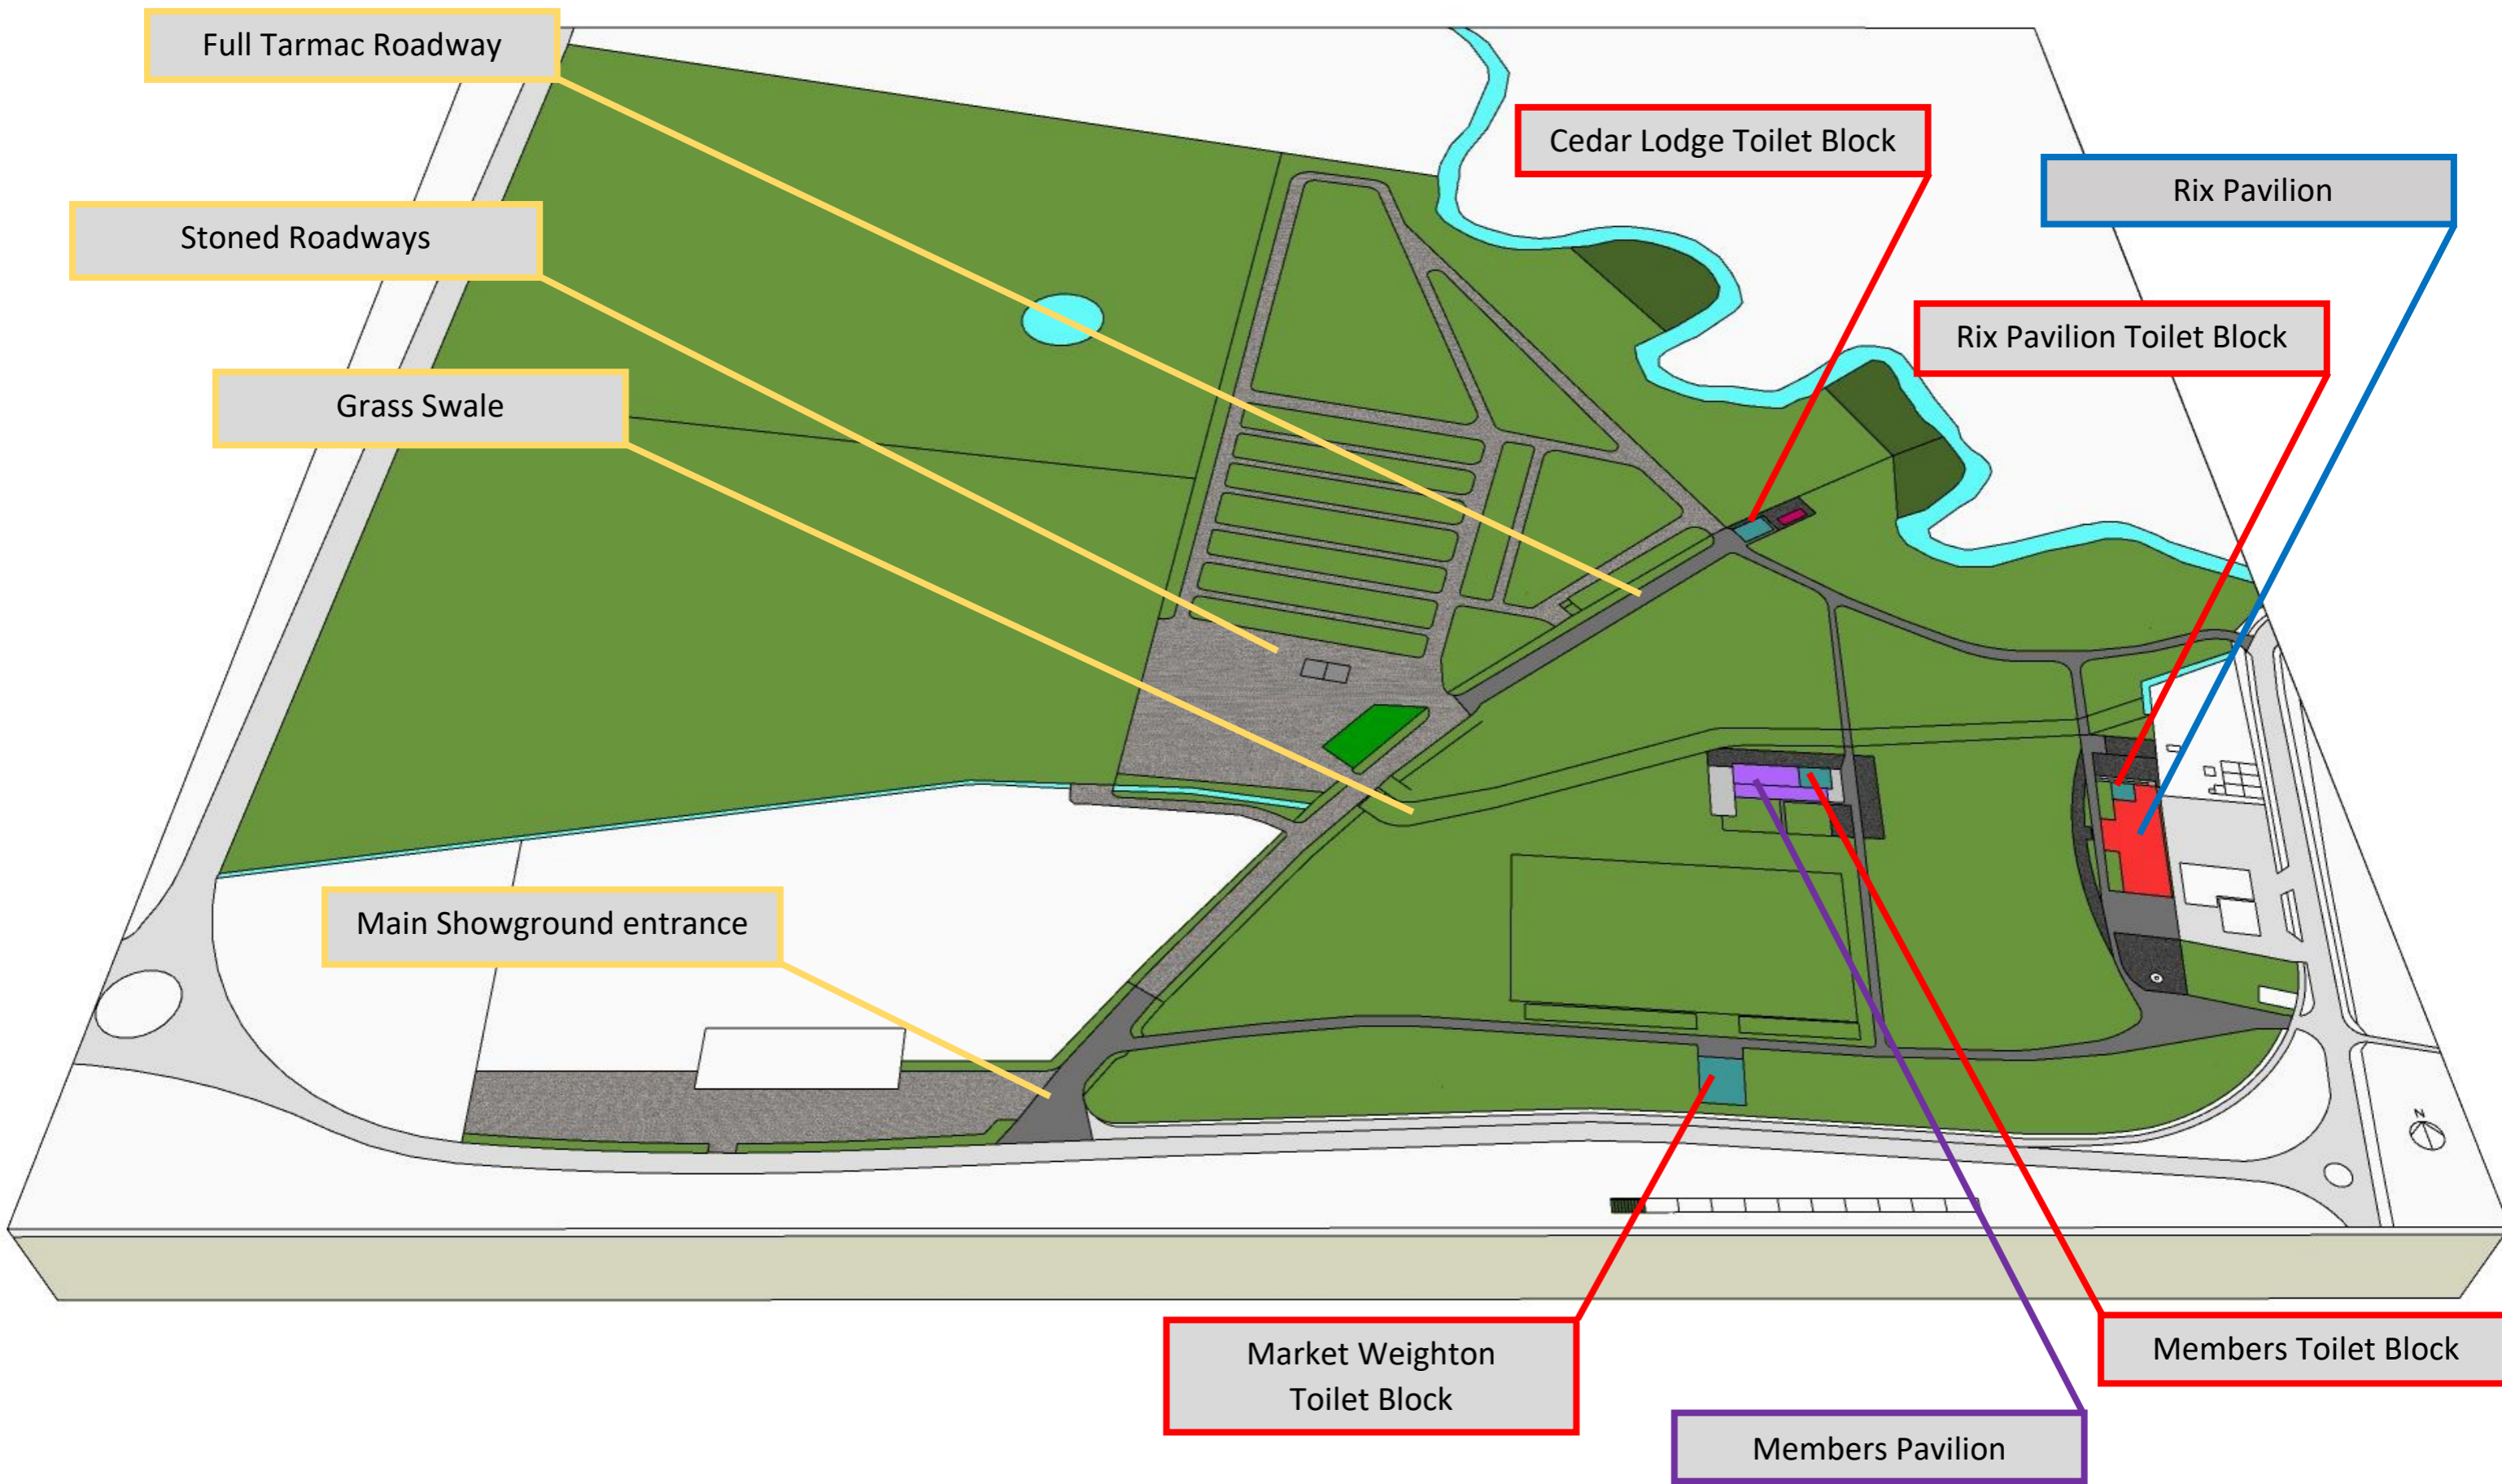 Full Tarmac Roadway
Cedar Lodge Toilet Block
Rix Pavilion
Stoned Roadways
Rix Pavilion Toilet Block
Grass Swale
Main Showground entrance
N
Market Weighton
Toilet Block
Members Toilet Block
Members Pavilion